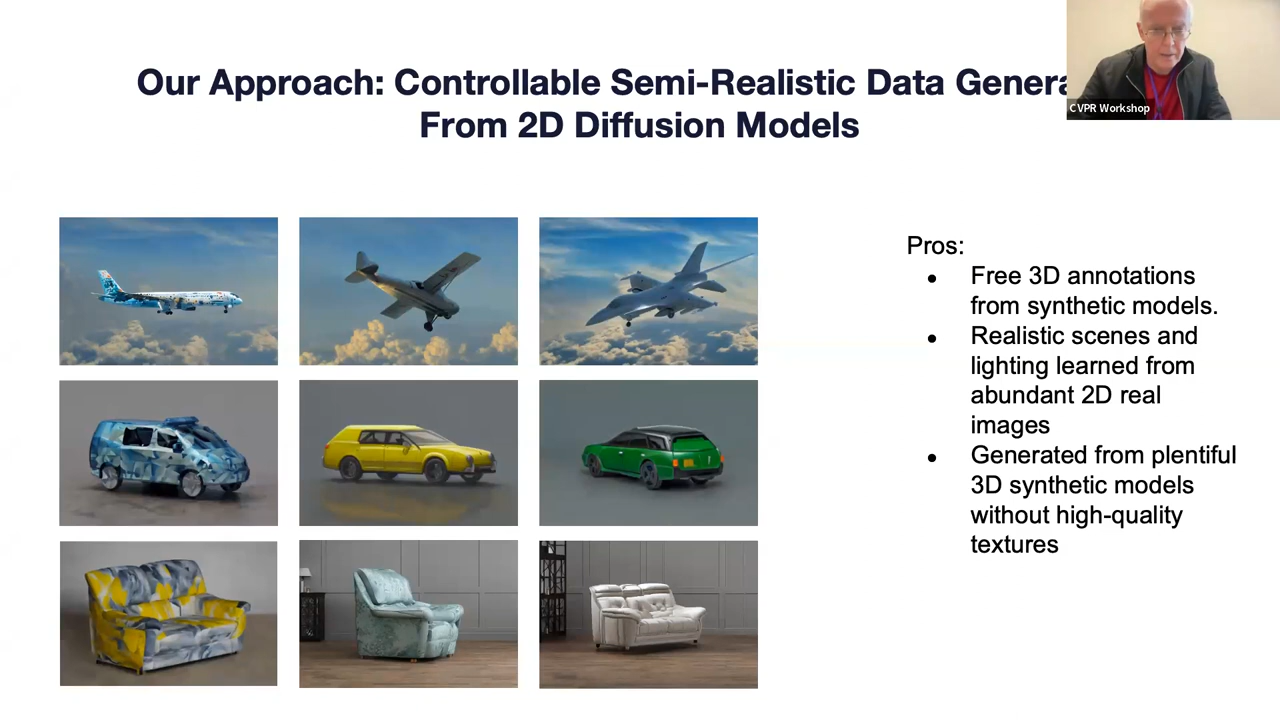 Our Approach: Controllable Semi-Realistic Data Genera
From 2D Diffusion Models
CVPR Workshop
Pros:
● Free 3D annotations
from synthetic models.
● Realistic scenes and
lighting learned from
abundant 2D real
images
● Generated from plentiful
3D synthetic models
without high-quality
textures